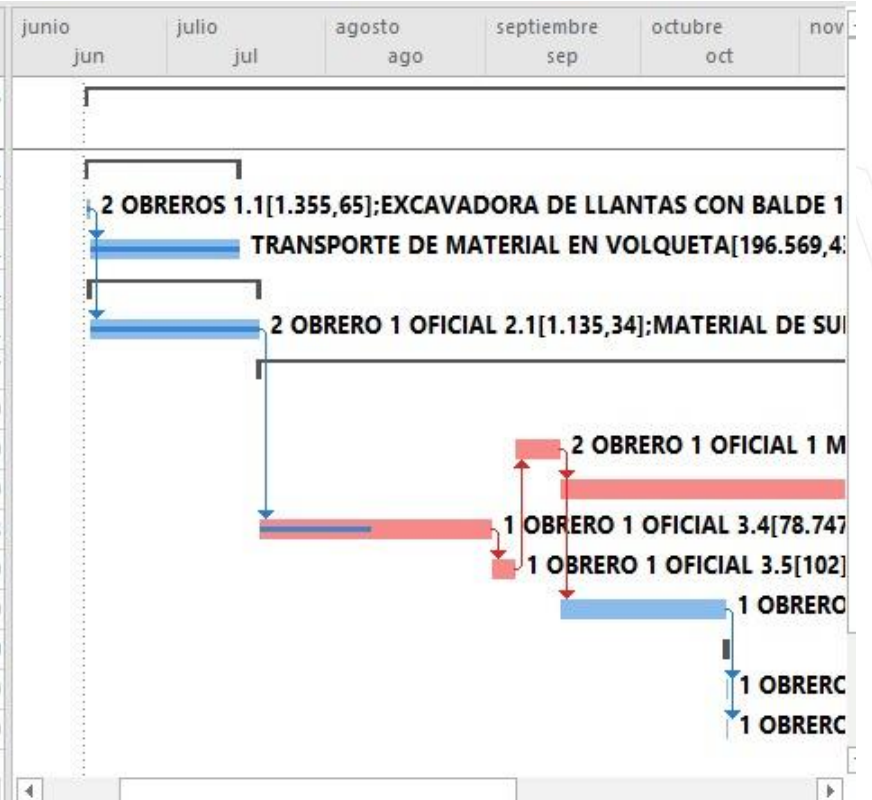 junio julio agosto septiembre octubre nov
jun jul ago sep oct
2 OBREROS 1.1[1.355,65];EXCAVADORA DE LLANTAS CON BALDE 1
TRANSPORTE DE MATERIAL EN VOLQUETA[196.569,4
2 OBRERO 1 OFICIAL 2.1[1.135,34];MATERIAL DE SU
2 OBRERO 1 OFICIAL 1 M
1 OBRERO 1 OFICIAL 3.4[78.747
1 OBRERO 1 OFICIAL 3.5[102]
1 OBRERO
1 OBRERO
1 OBRERO